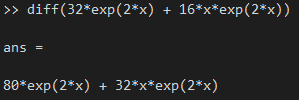 >> diff(32*exp(2*x) + 16*x*exp(2*x))
ans =
80*exp(2*x) + 32*x*exp(2*x)